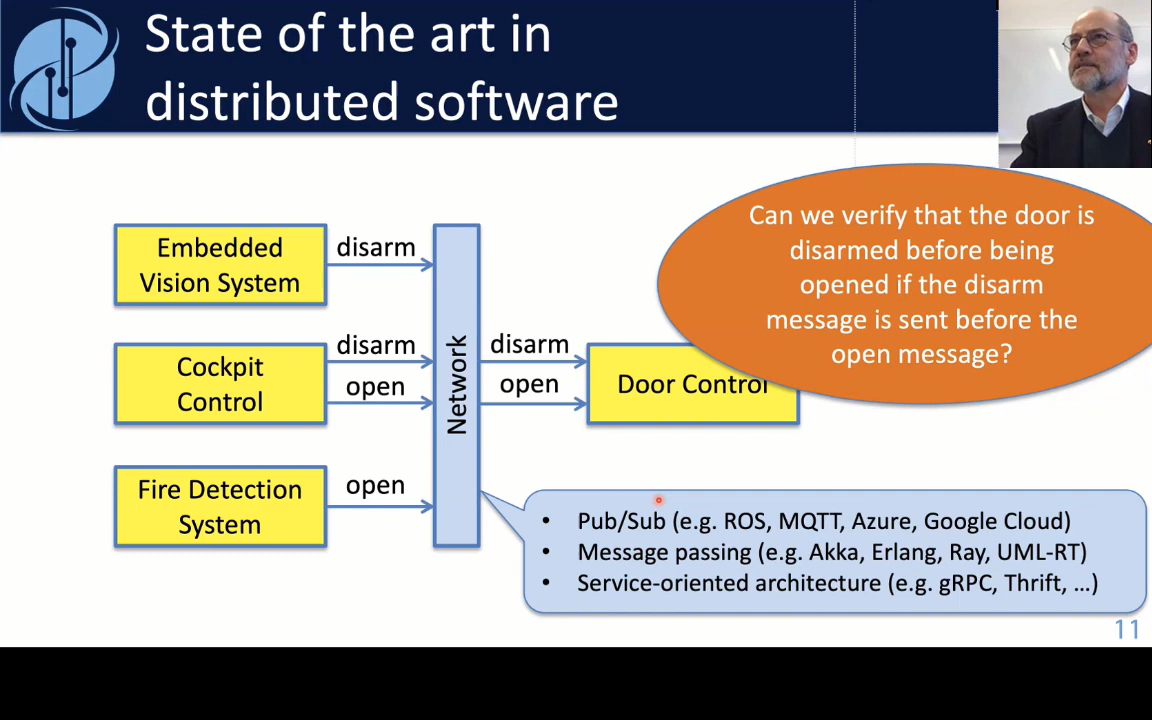 State of the art in
distributed software
Can we verify that the door is
disarmed before being
opened if the disarm
message is sent before the
open message?
Embedded
Vision System
disarm
Cockpit
Control
disarm
open
Fire Detection
System
open
Network
disarm
open
Door Control
• Pub/Sub (e.g. ROS, MQTT, Azure, Google Cloud)
• Message passing (e.g. Akka, Erlang, Ray, UML-RT)
• Service-oriented architecture (e.g. gRPC, Thrift, …)
11